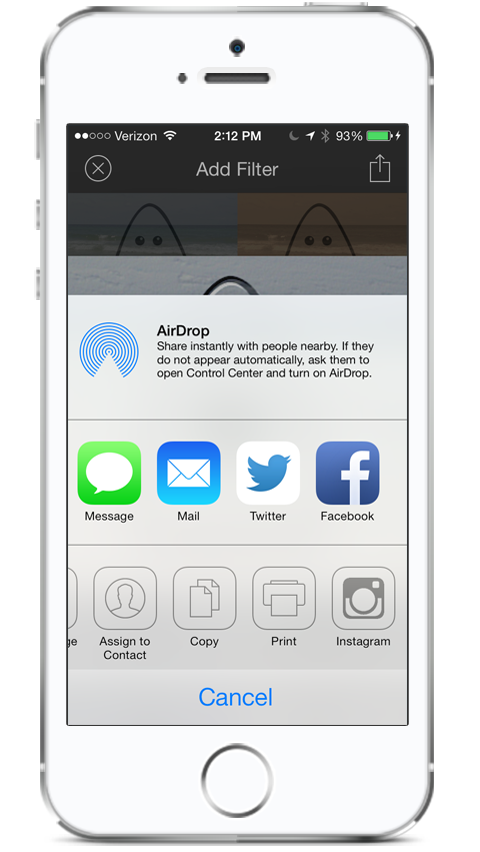 Verizon 2:12 PM 93%
Add Filter
AirDrop
Share instantly with people nearby. If they
do not appear automatically, ask them to
open Control Center and turn on AirDrop.
Message Mail Twitter Facebook
ge Assign to Copy Print Instagram
Contact
Cancel